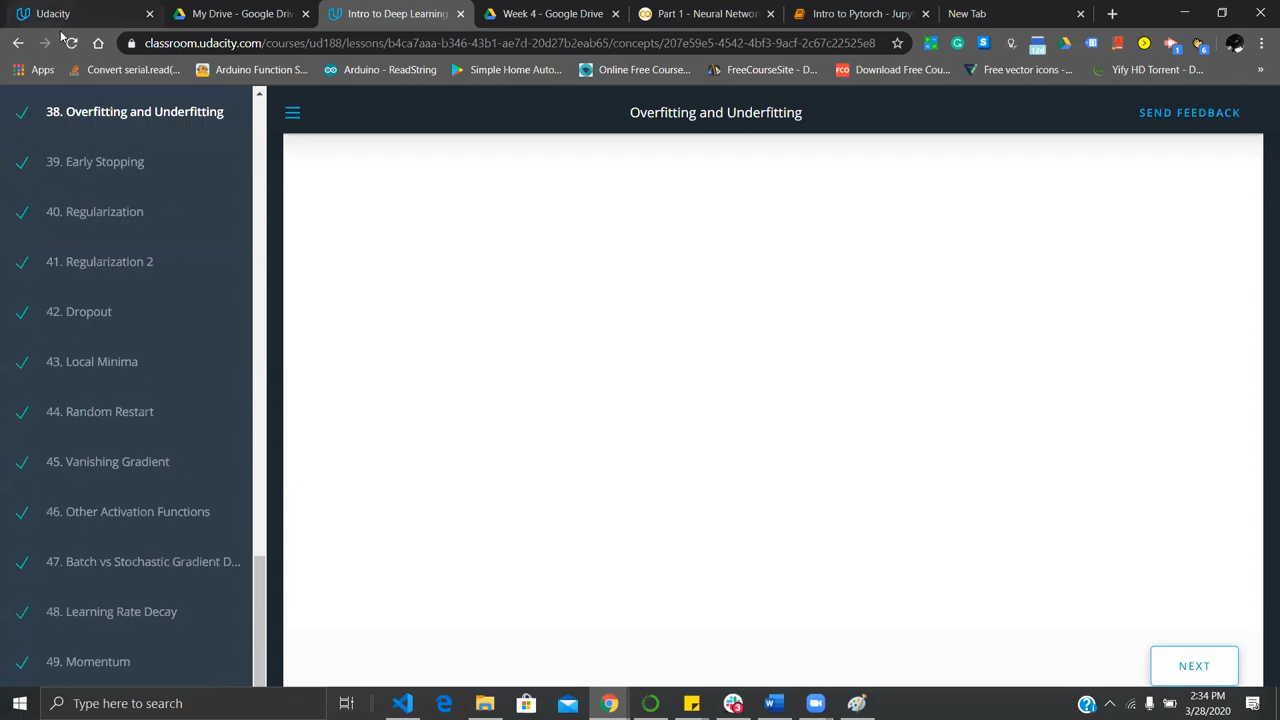 Udacity
My Drive - Google Driv
Intro to Deep Learning
Week 4 - Google Drive
Part 1 - Neural Networ
Intro to Pytorch - Jupy
New Tab
classroom.udacity.com/courses/ud188/lessons/b4ca7aaa-b346-43b1-ae7d-20d27b2eab65/concepts/207e59e5-4542-4bf3-9acf-2c67c22525e8
Apps
Convert serial.read(...
Arduino Function S...
Arduino - ReadString
Simple Home Auto...
Online Free Course...
FreeCourseSite - D...
FCO
Download Free Cou...
Free vector icons -...
Yify HD Torrent - D...
38. Overfitting and Underfitting
Overfitting and Underfitting
SEND FEEDBACK
39. Early Stopping
40. Regularization
41. Regularization 2
42. Dropout
43. Local Minima
44. Random Restart
45. Vanishing Gradient
46. Other Activation Functions
47. Batch vs Stochastic Gradient D...
48. Learning Rate Decay
49. Momentum
NEXT
Type here to search
2:34 PM
3/28/2020